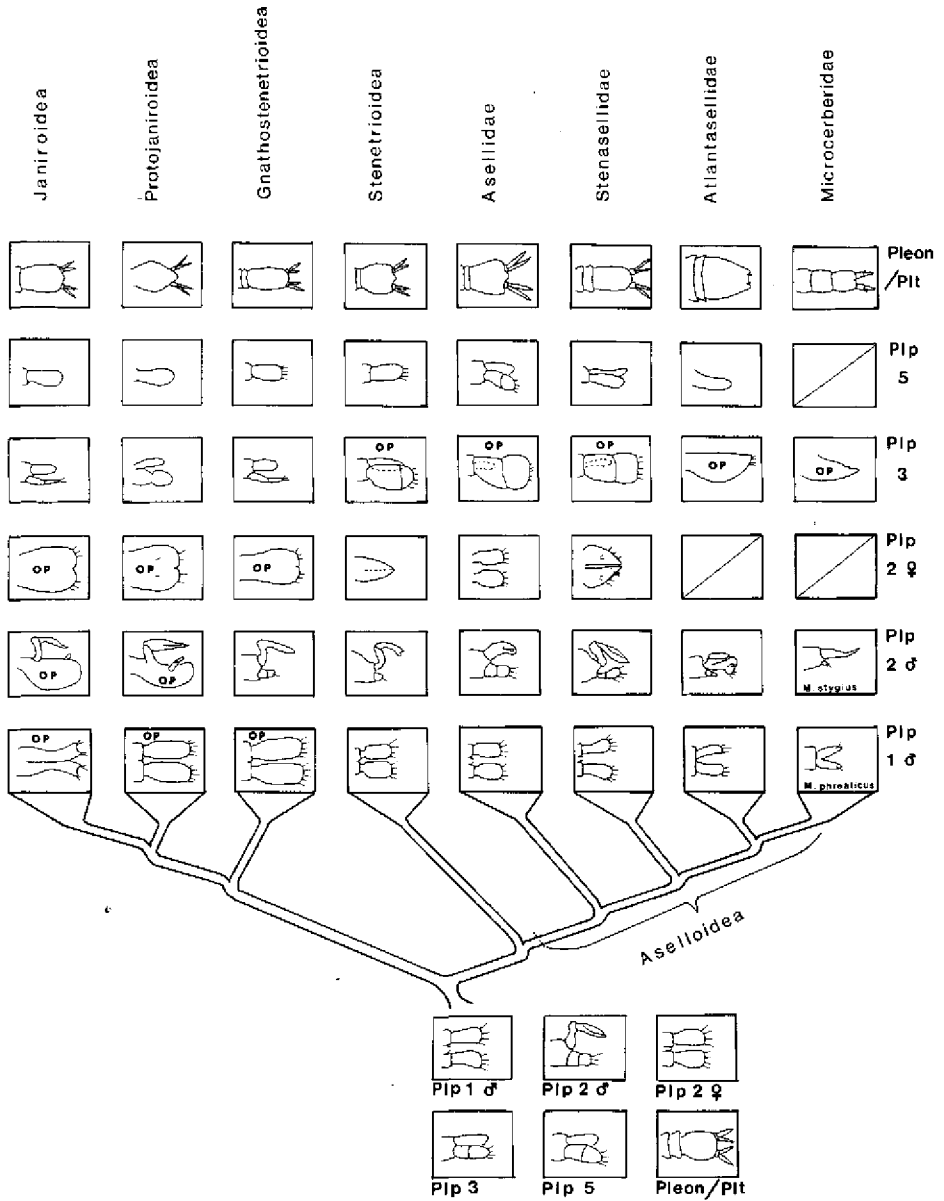 Janiroidea
Protojaniroidea
Gnathostenetrioidea
Stenetrioidea
Asellidae
Stenasellidae
Atlantasellidae
Microcerberidae
Pleon
/Plt
Plp
5
OP
OP
OP
OP
OP
Plp
3
OP
OP
OP
Plp
2 ♀
OP
OP
M. stygius
Plp
2 ♂
OP
OP
OP
M. phreaticus
Plp
1 ♂
Aselloidea
Plp 1 ♂
Plp 2 ♂
Plp 2 ♀
Plp 3
Plp 5
Pleon/Plt